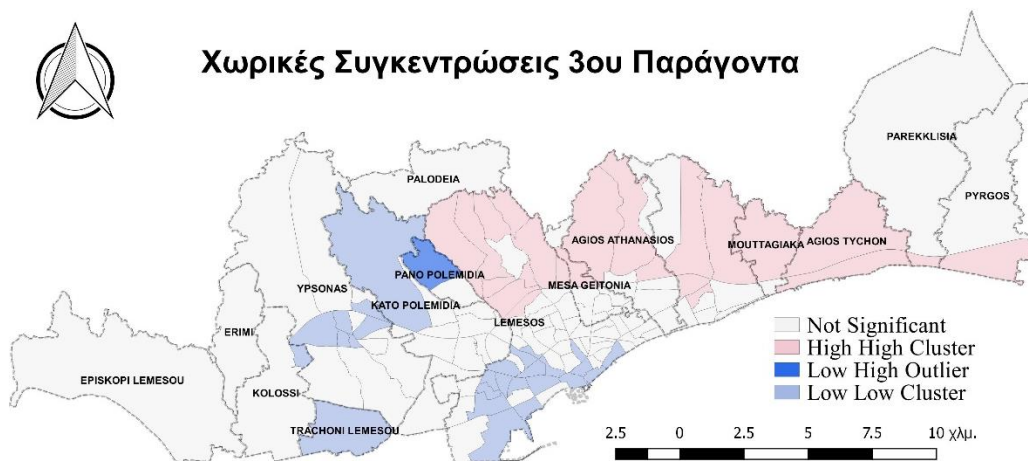 Χωρικές Συγκεντρώσεις 3ου Παράγοντα
PAREKKLISIA
PALODEIA
PYRGOS
AGIOS ATHANASIOS
MOUTTAGIAKA
AGIOS TYCHON
PANO POLEMIDIA
YPSONAS
MESA GEITONIA
KATO POLEMIDIA
LEMESOS
ERIMI
EPISKOPI LEMESOU
KOLOSSI
TRACHONI LEMESOU
Not Significant
High High Cluster
Low High Outlier
Low Low Cluster
2.5 0 2.5 5 7.5 10 χλμ.